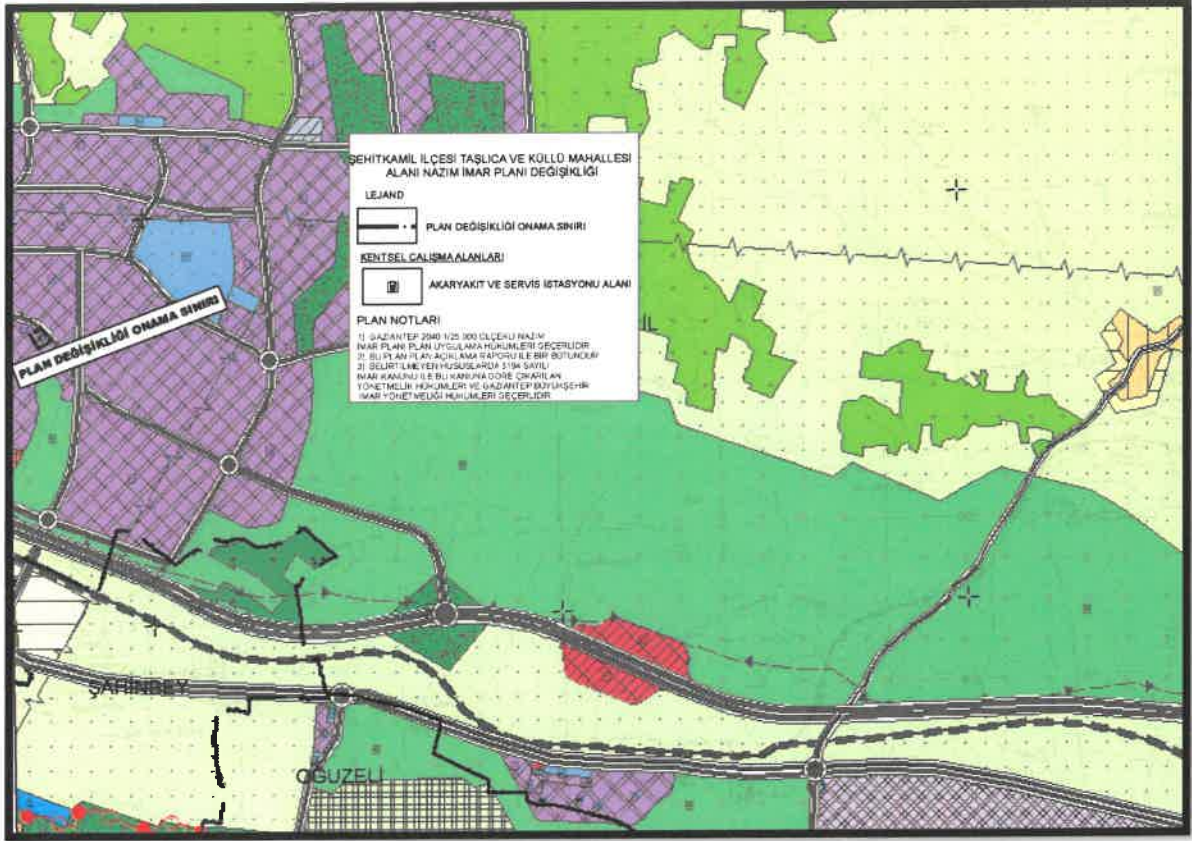 ŞEHİTKAMİL İLÇESİ TAŞLICA VE KÜLLÜ MAHALLESİ
ALANI NAZIM İMAR PLANI DEĞİŞİKLİĞİ
LEJAND
PLAN DEĞİŞİKLİĞİ ONAMA SINIRI
KENTSEL ÇALIŞMA ALANLARI
AKARYAKIT VE SERVİS İSTASYONU ALANI
PLAN NOTLARI
1) GAZİANTEP 2040 1/25.000 ÖLÇEKLİ NAZIM
İMAR PLANI PLAN UYGULAMA HÜKÜMLERİ GEÇERLİDİR
2) BU PLAN PLAN AÇIKLAMA RAPORU İLE BİR BÜTÜNDÜR
3) BELİRTİLMEYEN HUSUSLARDA 3194 SAYILI
İMAR KANUNU İLE BU KANUNA GÖRE ÇIKARILAN
YÖNETMELİK HÜKÜMLERİ VE GAZİANTEP BÜYÜKŞEHİR
İMAR YÖNETMELİĞİ HÜKÜMLERİ GEÇERLİDİR
PLAN DEĞİŞİKLİĞİ ONAMA SINIRI
İL
ŞAHİNBEY
OĞUZELİ